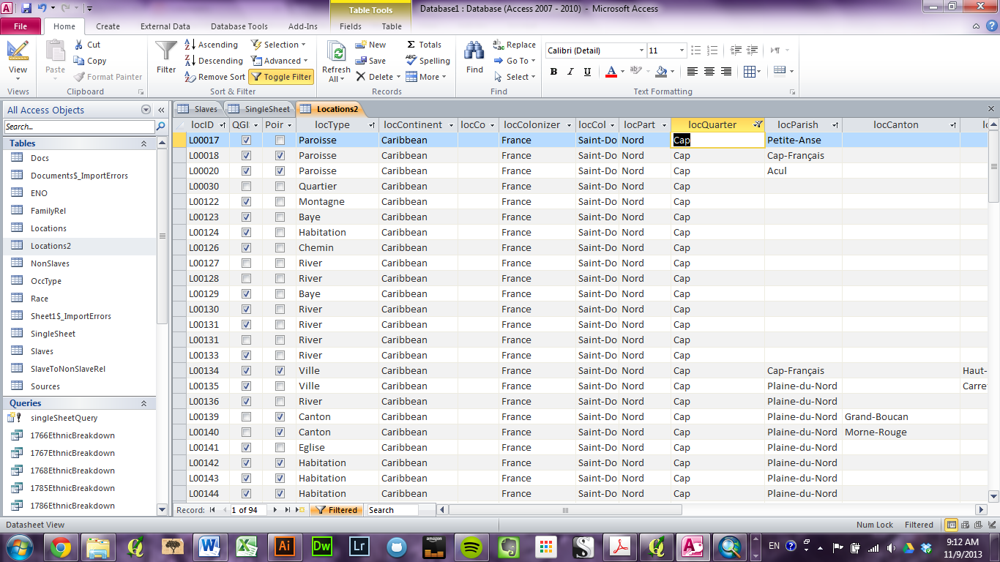 Table Tools Database1 : Database (Access 2007 - 2010) - Microsoft Access
File Home Create External Data Database Tools Add-Ins Fields Table
View Paste Cut Copy Format Painter
Filter Ascending Descending Remove Sort Selection Advanced Toggle Filter
Refresh All New Save Delete Totals Spelling More
Find Replace Go To Select
Calibri (Detail) 11
B I U A ab
Views Clipboard Sort & Filter Records Find Text Formatting
All Access Objects
Search...
Tables
Docs
Documents$_ImportErrors
ENO
FamilyRel
Locations
Locations2
NonSlaves
OccType
Race
Sheet1$_ImportErrors
SingleSheet
Slaves
SlaveToNonSlaveRel
Sources
Queries
singleSheetQuery
1766EthnicBreakdown
1767EthnicBreakdown
1768EthnicBreakdown
1785EthnicBreakdown
1786EthnicBreakdown
Slaves SingleSheet Locations2
locID QGI Poir locType locContinent locCo locColonizer locCol locPart locQuarter locParish locCanton
L00017 Paroisse Caribbean France Saint-Do Nord Cap Petite-Anse
L00018 Paroisse Caribbean France Saint-Do Nord Cap Cap-Français
L00020 Paroisse Caribbean France Saint-Do Nord Cap Acul
L00030 Quartier Caribbean France Saint-Do Nord Cap
L00122 Montagne Caribbean France Saint-Do Nord Cap
L00123 Baye Caribbean France Saint-Do Nord Cap
L00124 Habitation Caribbean France Saint-Do Nord Cap
L00126 Chemin Caribbean France Saint-Do Nord Cap
L00127 River Caribbean France Saint-Do Nord Cap
L00128 River Caribbean France Saint-Do Nord Cap
L00129 Baye Caribbean France Saint-Do Nord Cap
L00130 River Caribbean France Saint-Do Nord Cap
L00131 River Caribbean France Saint-Do Nord Cap
L00131 River Caribbean France Saint-Do Nord Cap
L00133 River Caribbean France Saint-Do Nord Cap
L00134 Ville Caribbean France Saint-Do Nord Cap Cap-Français Haut-
L00135 Ville Caribbean France Saint-Do Nord Cap Plaine-du-Nord Carre
L00136 River Caribbean France Saint-Do Nord Cap Plaine-du-Nord
L00139 Canton Caribbean France Saint-Do Nord Cap Plaine-du-Nord Grand-Boucan
L00140 Canton Caribbean France Saint-Do Nord Cap Plaine-du-Nord Morne-Rouge
L00141 Eglise Caribbean France Saint-Do Nord Cap Plaine-du-Nord
L00142 Habitation Caribbean France Saint-Do Nord Cap Plaine-du-Nord
L00143 Habitation Caribbean France Saint-Do Nord Cap Plaine-du-Nord
L00144 Habitation Caribbean France Saint-Do Nord Cap Plaine-du-Nord
Record: 1 of 94 Filtered Search
Datasheet View Num Lock Filtered
W X Ai Dw Lr amazon S A
EN 9:12 AM
11/9/2013